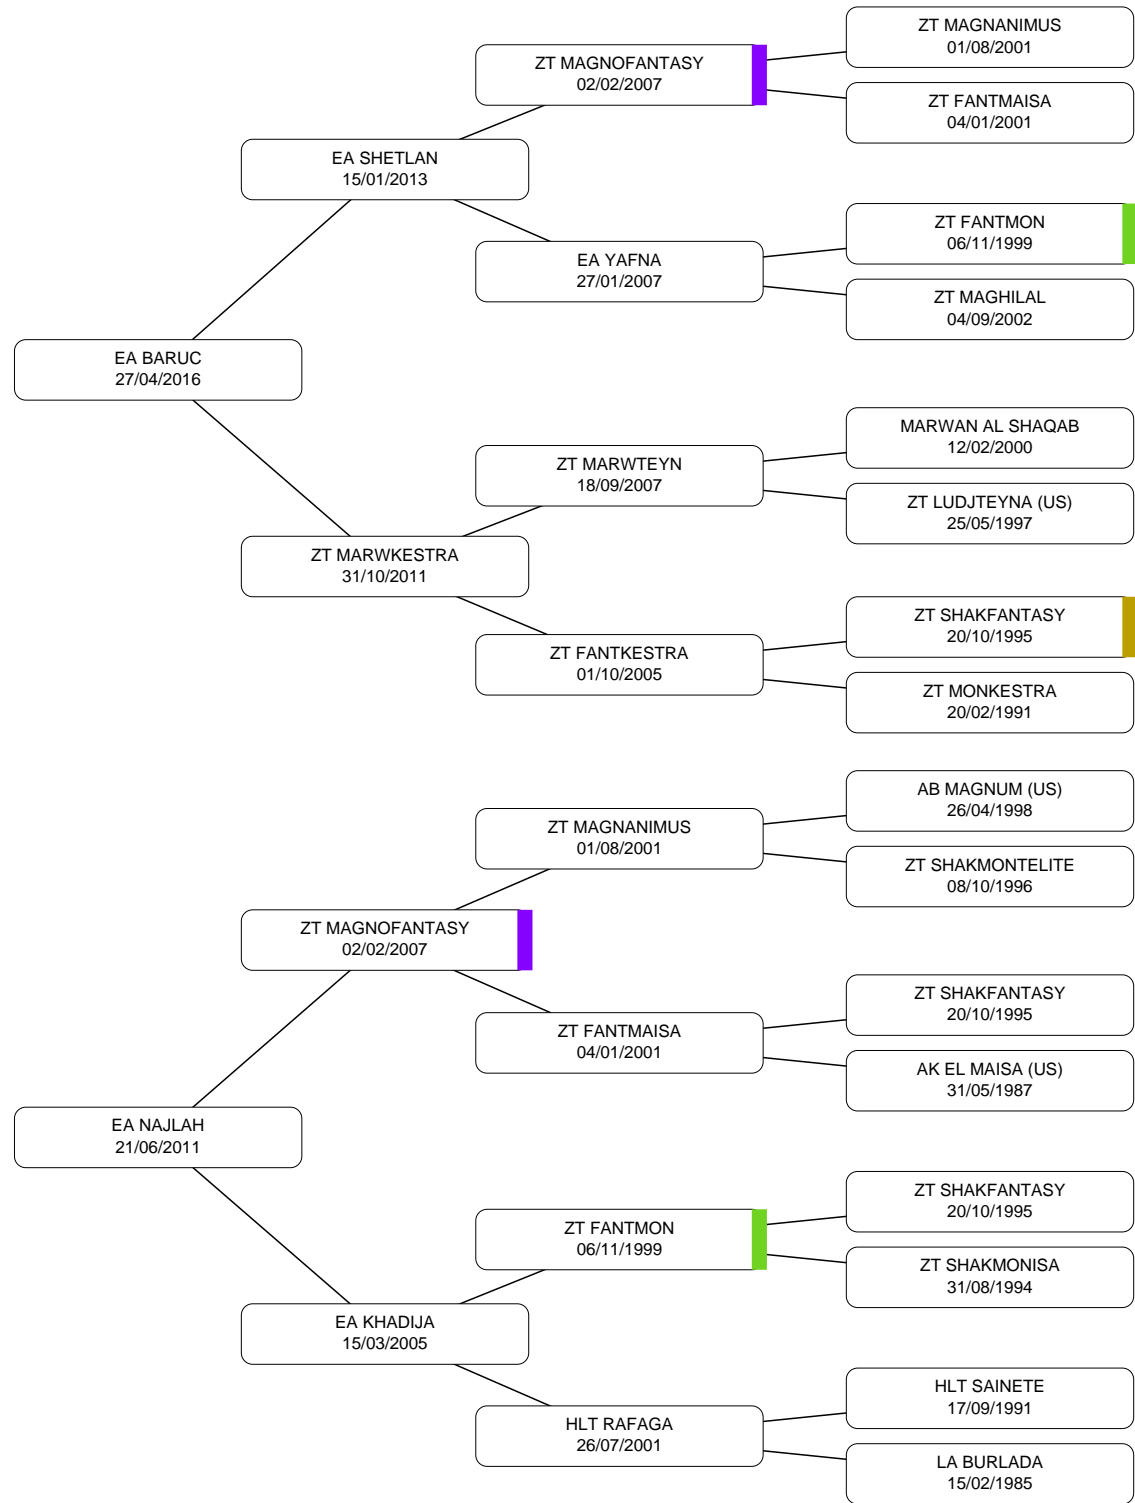 ZT MAGNANIMUS
01/08/2001
ZT MAGNOFANTASY
02/02/2007
ZT FANTMAISA
04/01/2001
EA SHETLAN
15/01/2013
ZT FANTMON
06/11/1999
EA YAFNA
27/01/2007
ZT MAGHILAL
04/09/2002
EA BARUC
27/04/2016
MARWAN AL SHAQAB
12/02/2000
ZT MARWTEYN
18/09/2007
ZT LUDJTEYNA (US)
25/05/1997
ZT MARWKESTRA
31/10/2011
ZT SHAKFANTASY
20/10/1995
ZT FANTKESTRA
01/10/2005
ZT MONKESTRA
20/02/1991
AB MAGNUM (US)
26/04/1998
ZT MAGNANIMUS
01/08/2001
ZT SHAKMONTELITE
08/10/1996
ZT MAGNOFANTASY
02/02/2007
ZT SHAKFANTASY
20/10/1995
ZT FANTMAISA
04/01/2001
AK EL MAISA (US)
31/05/1987
EA NAJLAH
21/06/2011
ZT SHAKFANTASY
20/10/1995
ZT FANTMON
06/11/1999
ZT SHAKMONISA
31/08/1994
EA KHADIJA
15/03/2005
HLT SAINETE
17/09/1991
HLT RAFAGA
26/07/2001
LA BURLADA
15/02/1985